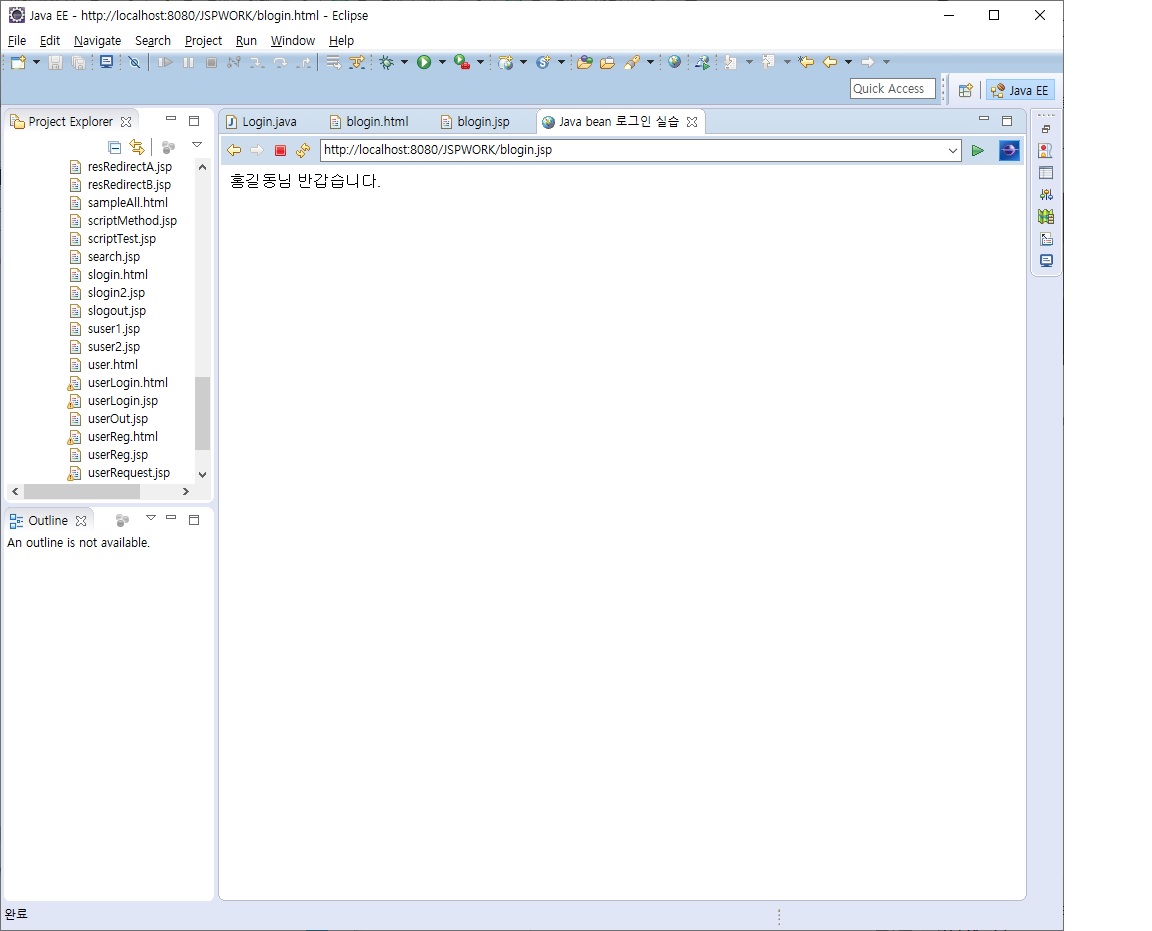 Java EE - http://localhost:8080/JSPWORK/blogin.html - Eclipse
File Edit Navigate Search Project Run Window Help
Quick Access
Java EE
Project Explorer
resRedirectA.jsp
resRedirectB.jsp
sampleAll.html
scriptMethod.jsp
scriptTest.jsp
search.jsp
slogin.html
slogin2.jsp
slogout.jsp
suser1.jsp
suser2.jsp
user.html
userLogin.html
userLogin.jsp
userOut.jsp
userReg.html
userReg.jsp
userRequest.jsp
Outline
An outline is not available.
Login.java blogin.html blogin.jsp Java bean 로그인 실습
http://localhost:8080/JSPWORK/blogin.jsp
홍길동님 반갑습니다.
완료